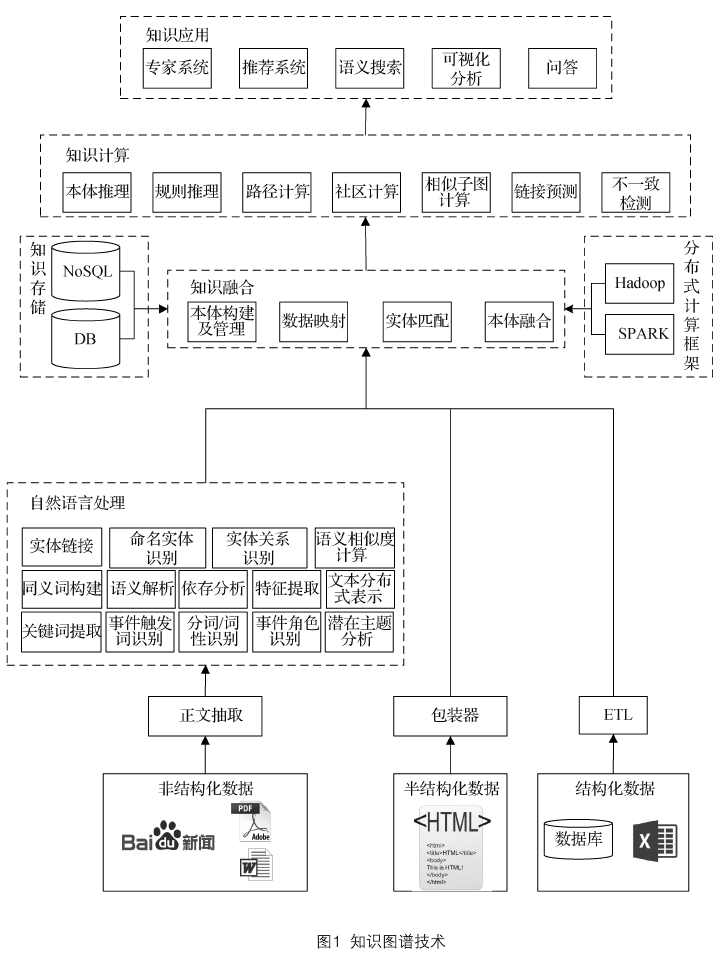 知识应用
专家系统
推荐系统
语义搜索
可视化
分析
问答
知识计算
本体推理
规则推理
路径计算
社区计算
相似子图
计算
链接预测
不一致
检测
知识存储
NoSQL
DB
知识融合
本体构建
及管理
数据映射
实体匹配
本体融合
Hadoop
SPARK
分布式计算框架
自然语言处理
实体链接
命名实体
识别
实体关系
识别
语义相似度
计算
同义词构建
语义解析
依存分析
特征提取
文本分布
式表示
关键词提取
事件触发
词识别
分词/词
性识别
事件角色
识别
潜在主题
分析
正文抽取
包装器
ETL
非结构化数据
Bai du 新闻
PDF
Adobe
W
半结构化数据
<HTML>
<html>
<title>HTML</title>
<body>
This is HTML!
</body>
</html>
结构化数据
数据库
X
图1 知识图谱技术